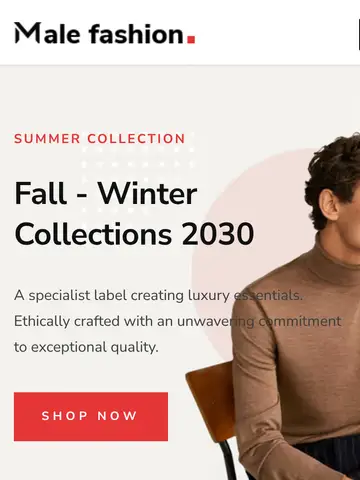 Male fashion.
SUMMER COLLECTION
Fall - Winter
Collections 2030
A specialist label creating luxury essentials.
Ethically crafted with an unwavering commitment
to exceptional quality.
SHOP NOW